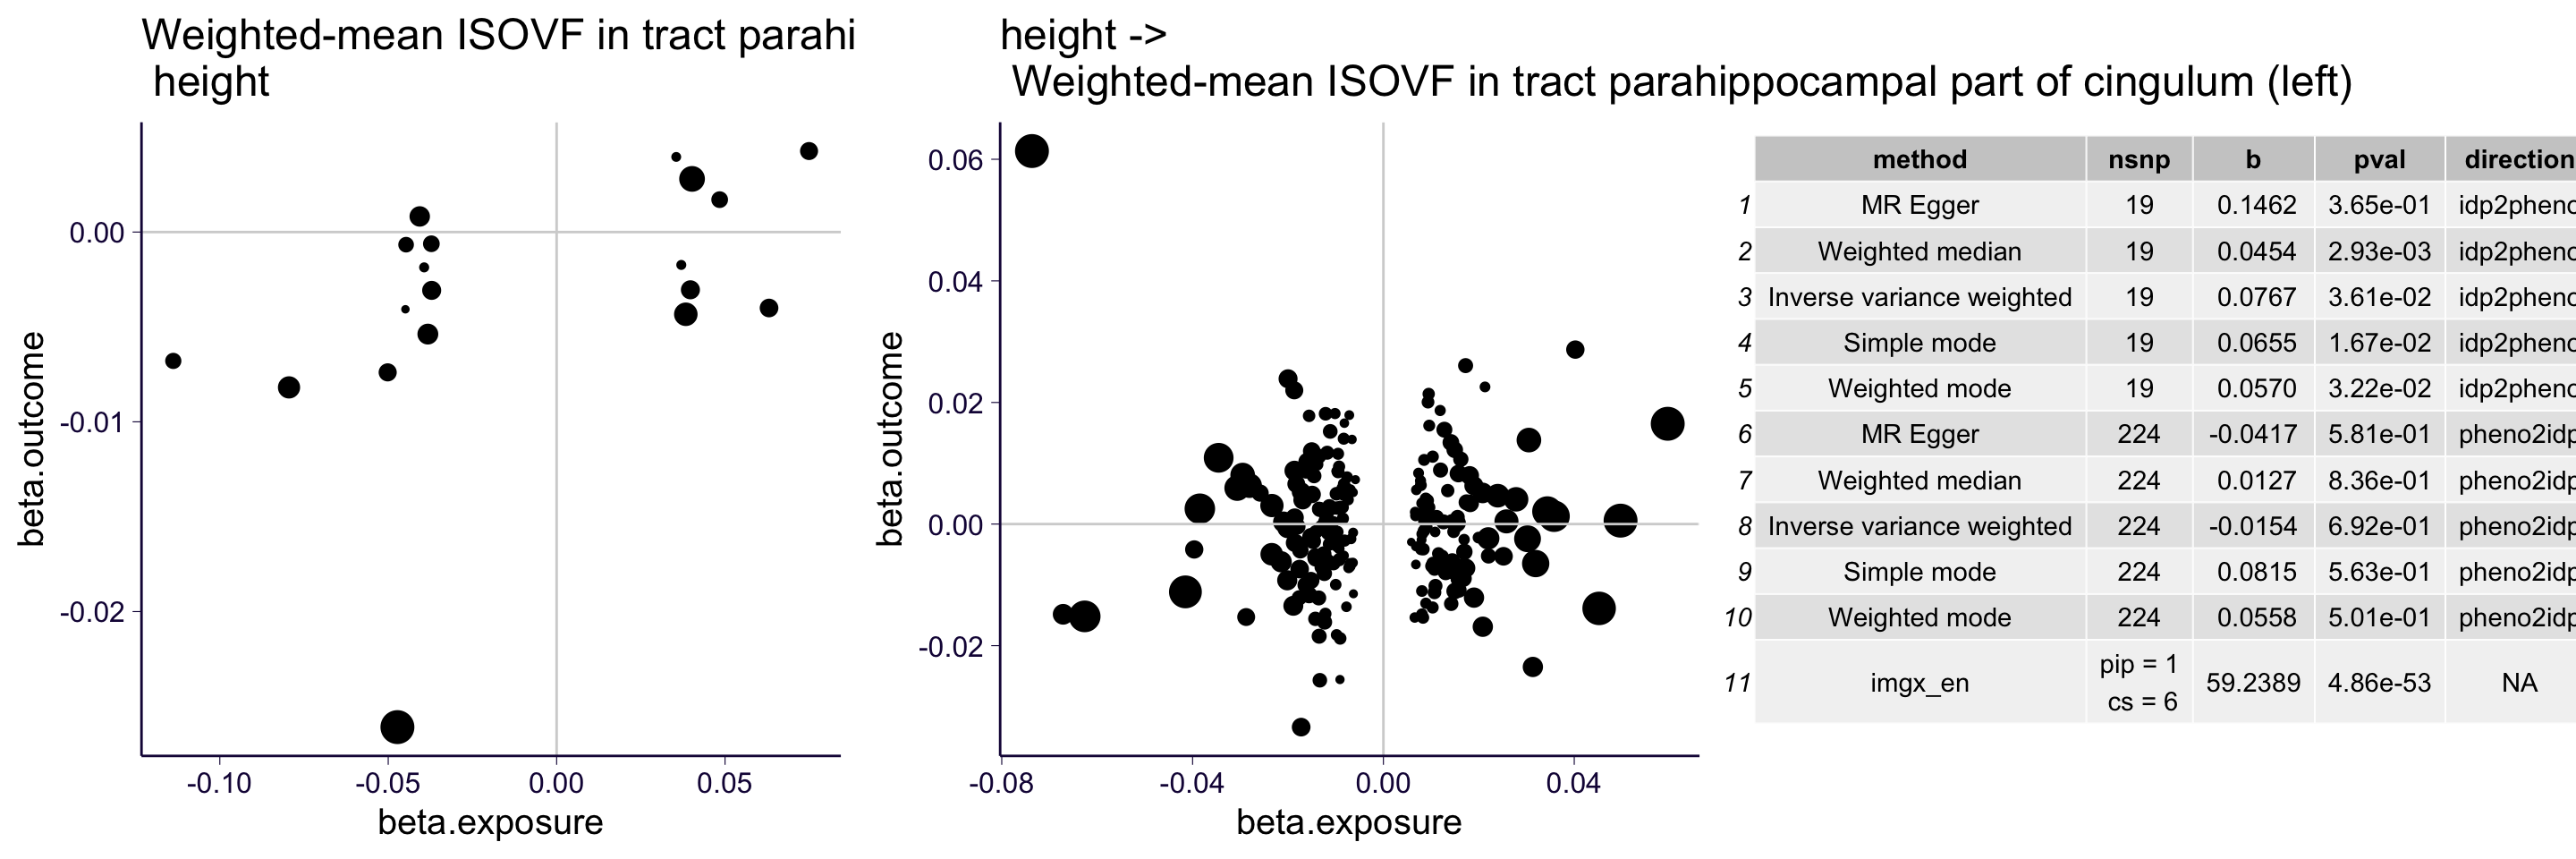 Weighted-mean ISOVF in tract parahi
height
beta.outcome
0.00
-0.01
-0.02
-0.10 -0.05 0.00 0.05
beta.exposure
height ->
Weighted-mean ISOVF in tract parahippocampal part of cingulum (left)
beta.outcome
0.06
0.04
0.02
0.00
-0.02
-0.08 -0.04 0.00 0.04
beta.exposure
method nsnp b pval direction
1 MR Egger 19 0.1462 3.65e-01 idp2pheno
2 Weighted median 19 0.0454 2.93e-03 idp2pheno
3 Inverse variance weighted 19 0.0767 3.61e-02 idp2pheno
4 Simple mode 19 0.0655 1.67e-02 idp2pheno
5 Weighted mode 19 0.0570 3.22e-02 idp2pheno
6 MR Egger 224 -0.0417 5.81e-01 pheno2idp
7 Weighted median 224 0.0127 8.36e-01 pheno2idp
8 Inverse variance weighted 224 -0.0154 6.92e-01 pheno2idp
9 Simple mode 224 0.0815 5.63e-01 pheno2idp
10 Weighted mode 224 0.0558 5.01e-01 pheno2idp
11 imgx_en pip = 1 cs = 6 59.2389 4.86e-53 NA